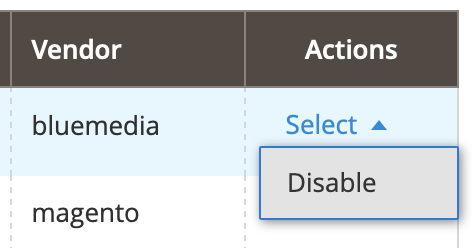 Vendor Actions
bluemedia Select
Disable
magento